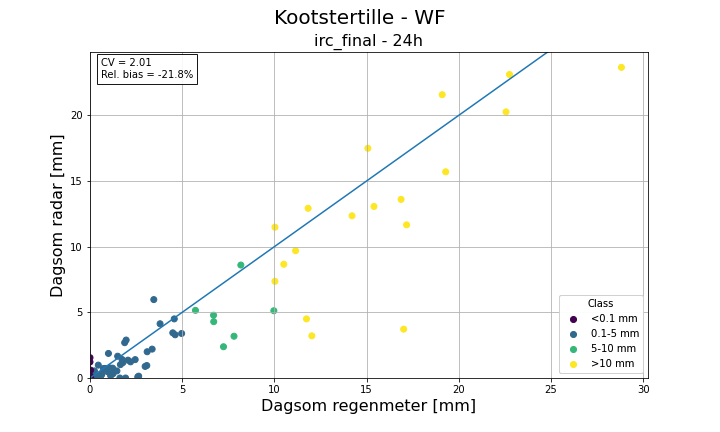 Kootstertille - WF
irc_final - 24h
CV = 2.01
Rel. bias = -21.8%
Dagsom radar [mm]
20
15
10
5
0
0 5 10 15 20 25 30
Dagsom regenmeter [mm]
Class
<0.1 mm
0.1-5 mm
5-10 mm
>10 mm